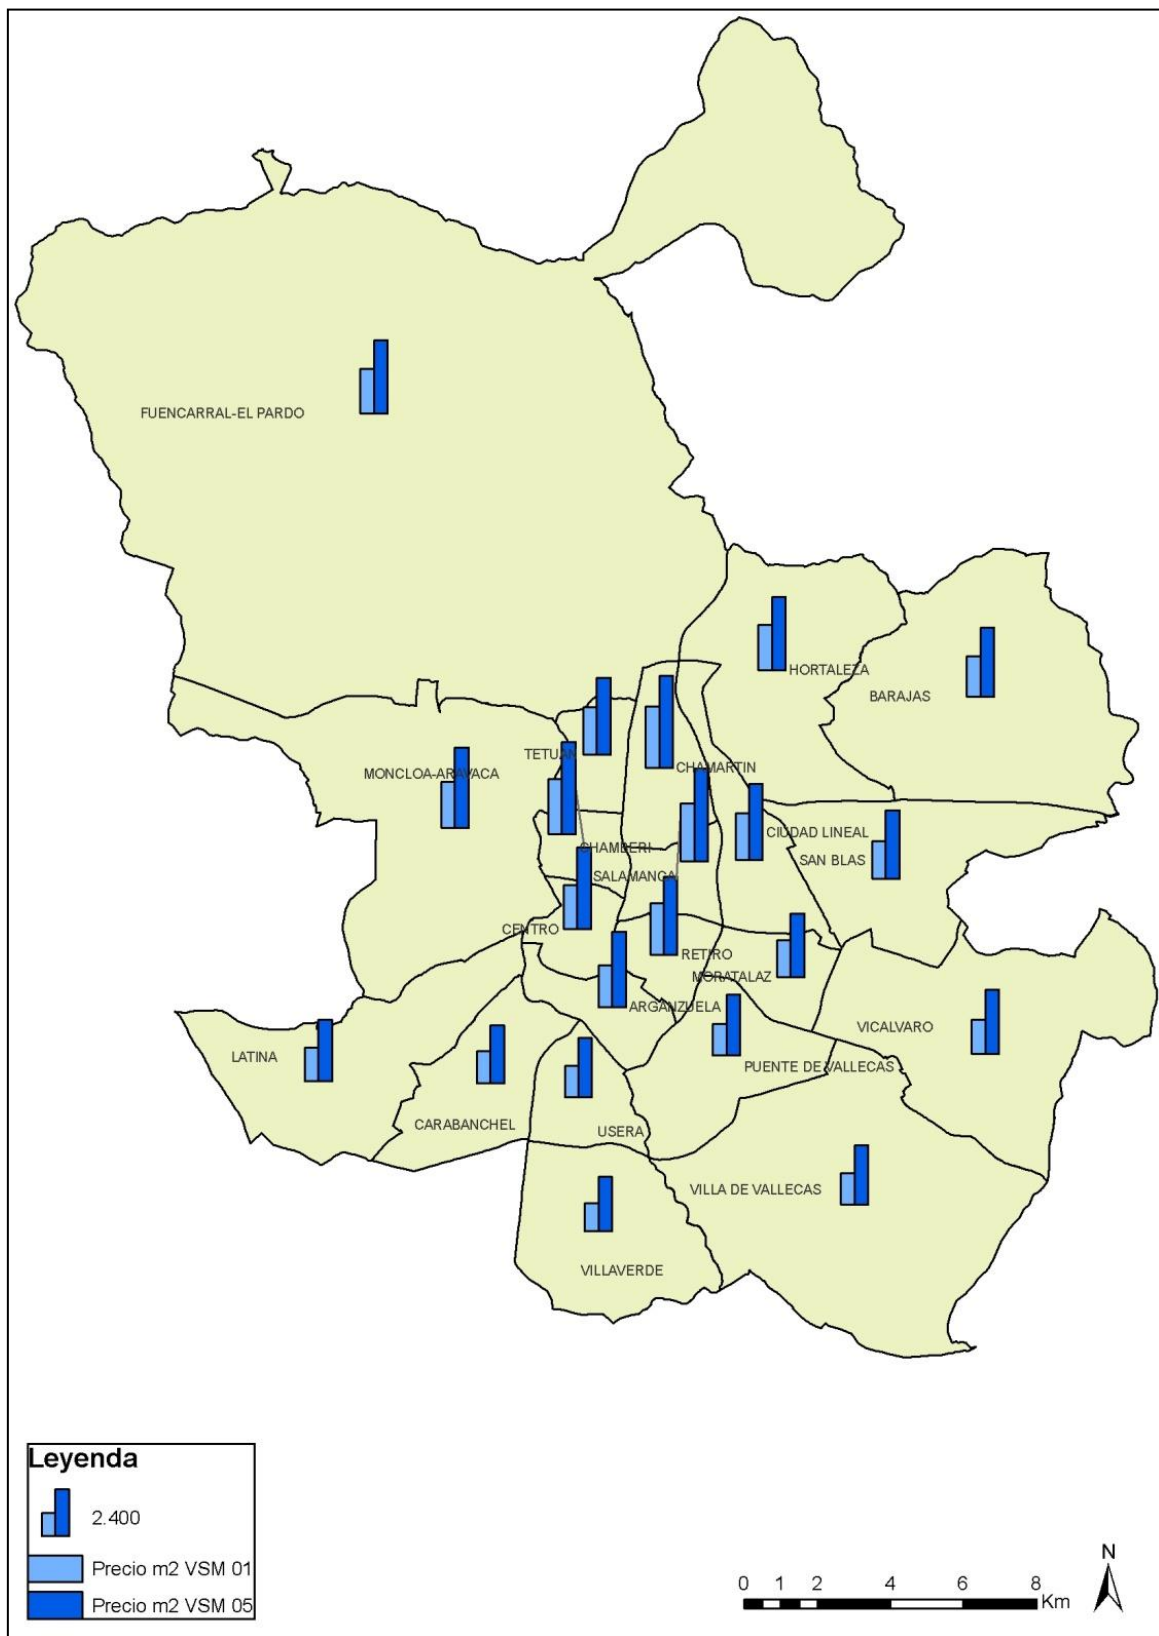 FUENCARRAL-EL PARDO
HORTALEZA
BARAJAS
TETUAN
MONCLOA-ARAVACA
CHAMARTIN
CIUDAD LINEAL
CHAMBERI
SAN BLAS
SALAMANCA
CENTRO
RETIRO
MORATALAZ
ARGANZUELA
VICALVARO
LATINA
PUENTE DE VALLECAS
CARABANCHEL
USERA
VILLA DE VALLECAS
VILLAVERDE
Leyenda
2.400
Precio m2 VSM 01
Precio m2 VSM 05
N
0 1 2 4 6 8
Km